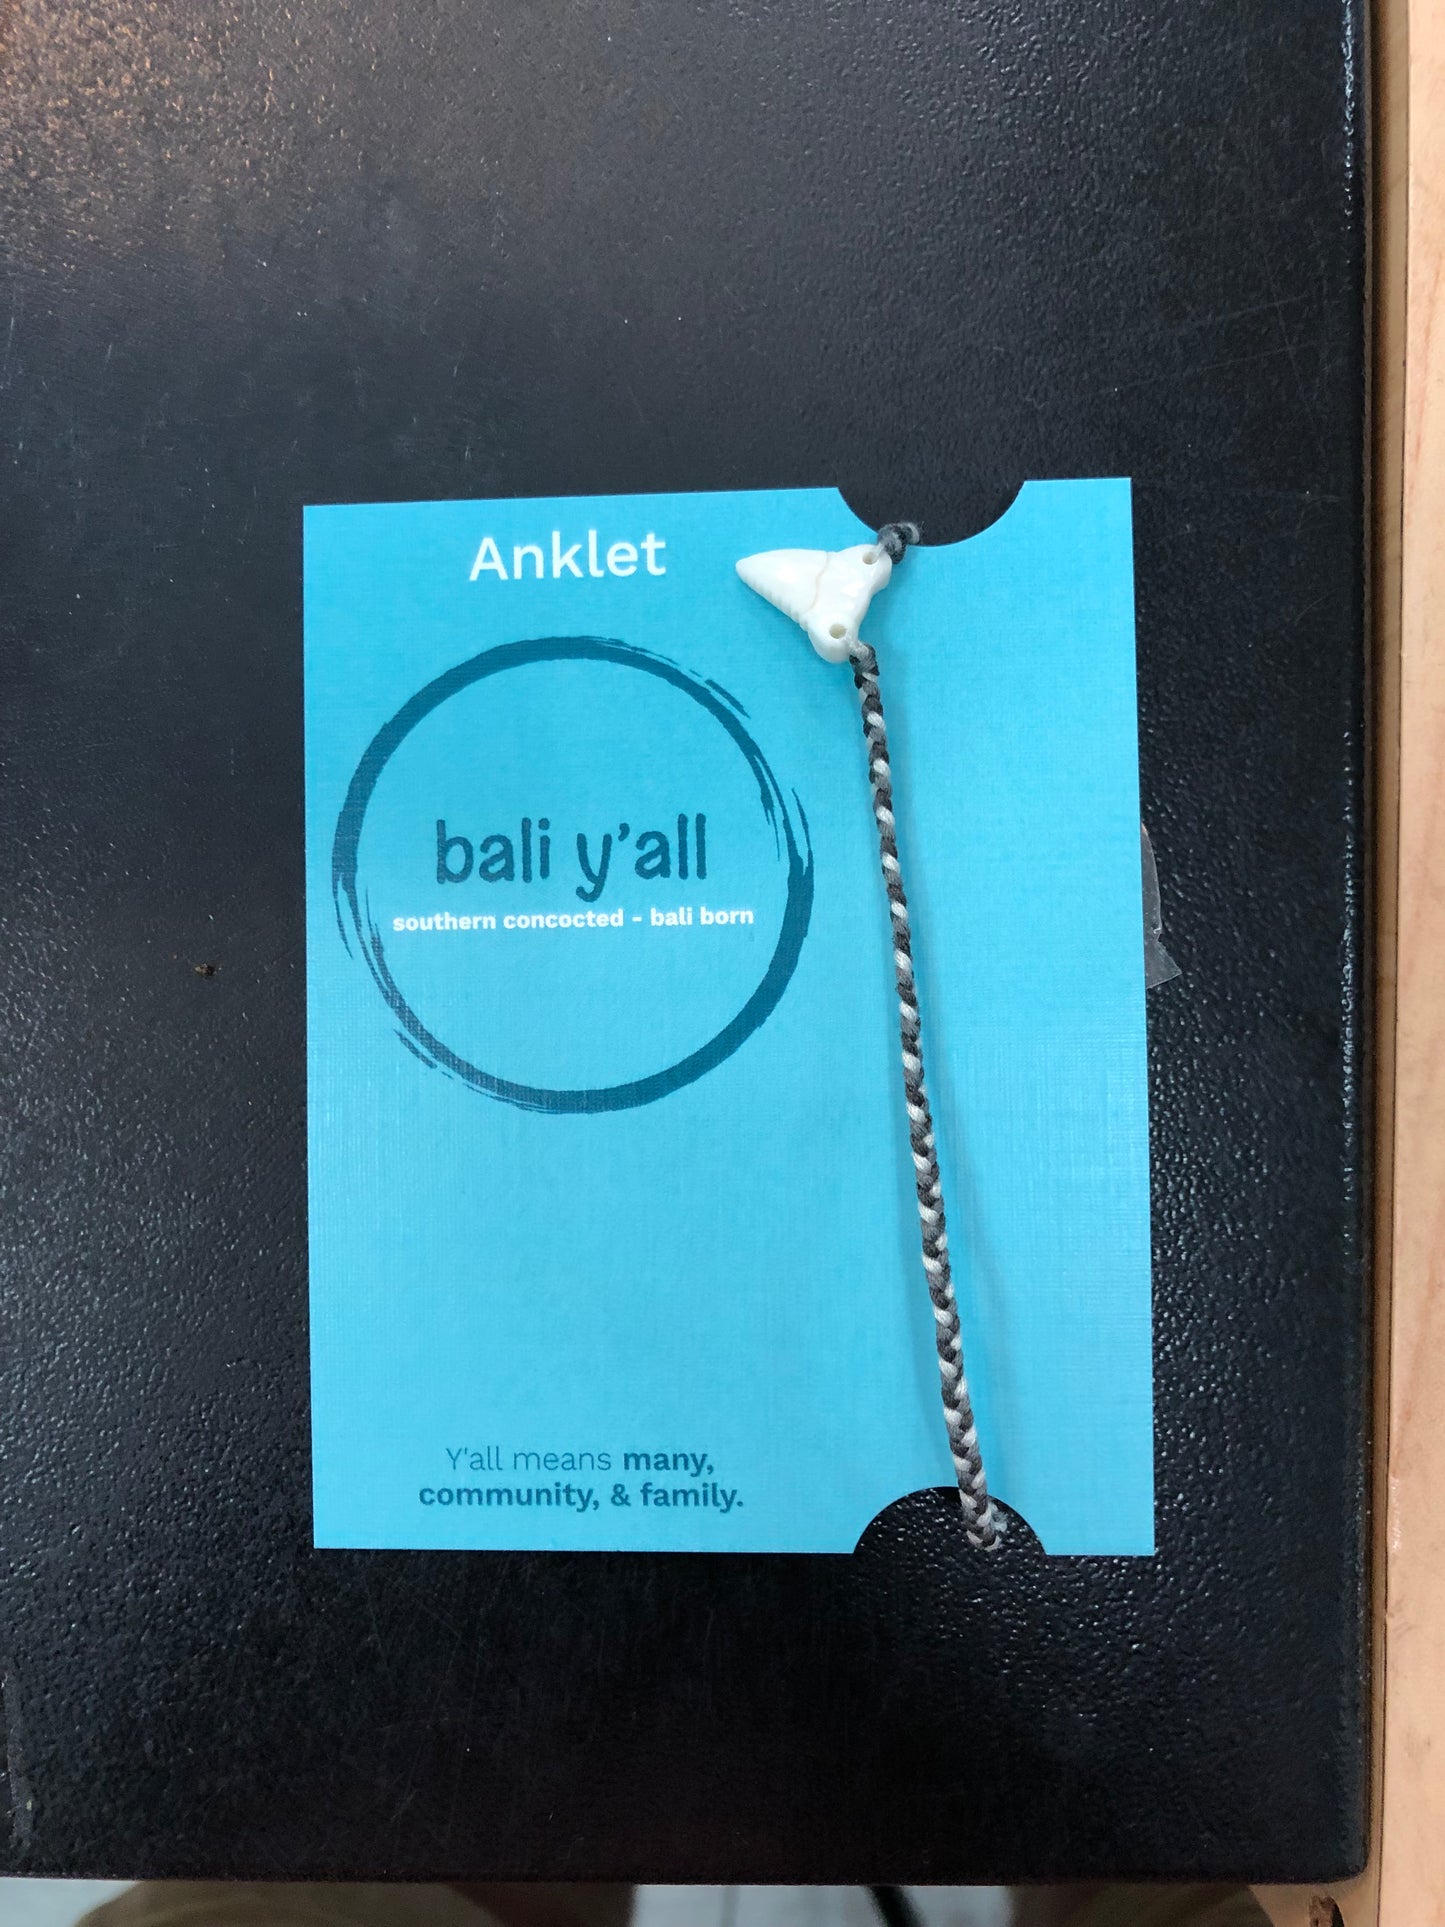 Anklet
bali y'all
southern concocted - bali born
Y'all means many,
community, & family.